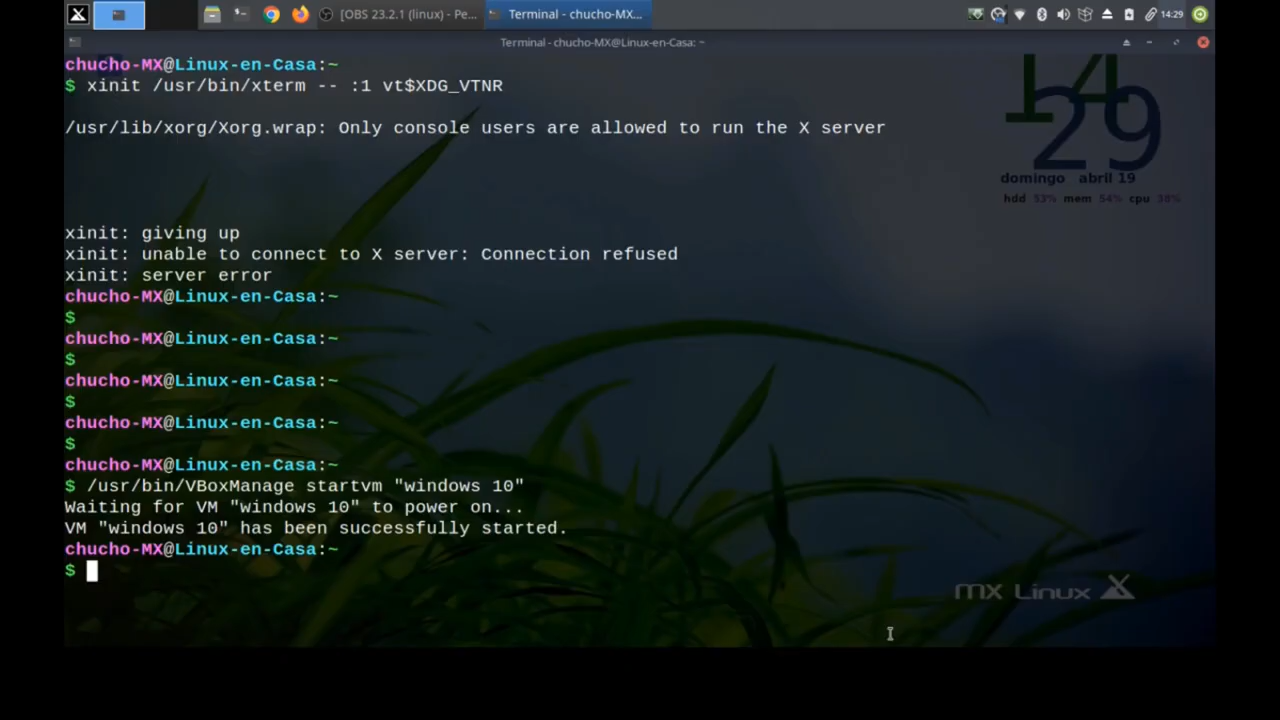 [OBS 23.2.1 (linux) - Pe...
Terminal - chucho-MX...
14:29
Terminal - chucho-MX@Linux-en-Casa: ~
chucho-MX@Linux-en-Casa:~
$ xinit /usr/bin/xterm -- :1 vt$XDG_VTNR
/usr/lib/xorg/Xorg.wrap: Only console users are allowed to run the X server
xinit: giving up
xinit: unable to connect to X server: Connection refused
xinit: server error
chucho-MX@Linux-en-Casa:~
$
chucho-MX@Linux-en-Casa:~
$
chucho-MX@Linux-en-Casa:~
$
chucho-MX@Linux-en-Casa:~
$
chucho-MX@Linux-en-Casa:~
$ /usr/bin/VBoxManage startvm "windows 10"
Waiting for VM "windows 10" to power on...
VM "windows 10" has been successfully started.
chucho-MX@Linux-en-Casa:~
$
14
29
domingo abril 19
hdd 53% mem 54% cpu 38%
MX Linux